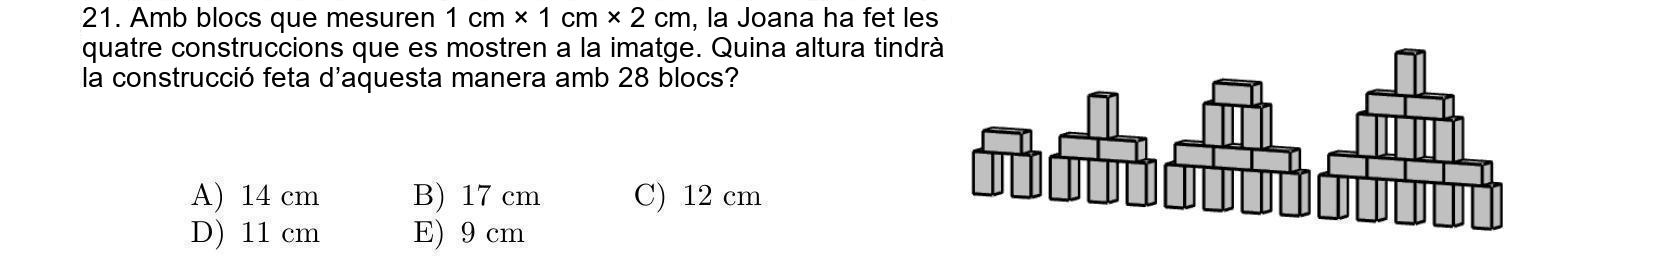 21. Amb blocs que mesuren 1 cm × 1 cm × 2 cm, la Joana ha fet les
quatre construccions que es mostren a la imatge. Quina altura tindrà
la construcció feta d’aquesta manera amb 28 blocs?
A) 14 cm B) 17 cm C) 12 cm
D) 11 cm E) 9 cm